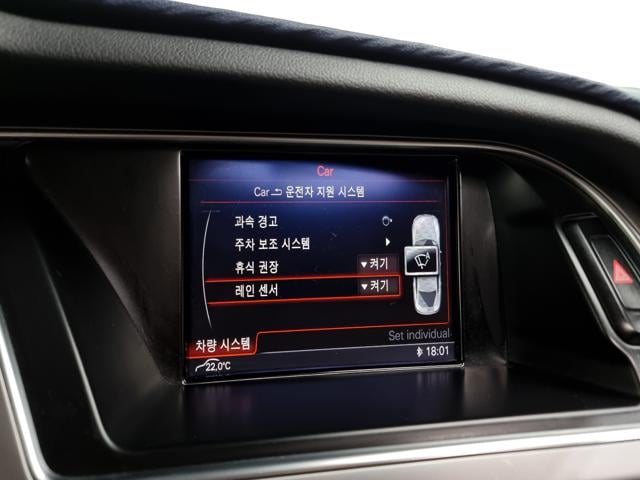 Car
Car 운전자 지원 시스템
과속 경고
주차 보조 시스템
휴식 권장 ▼켜기
레인 센서 ▼켜기
차량 시스템 Set individual
22,0°C 18:01